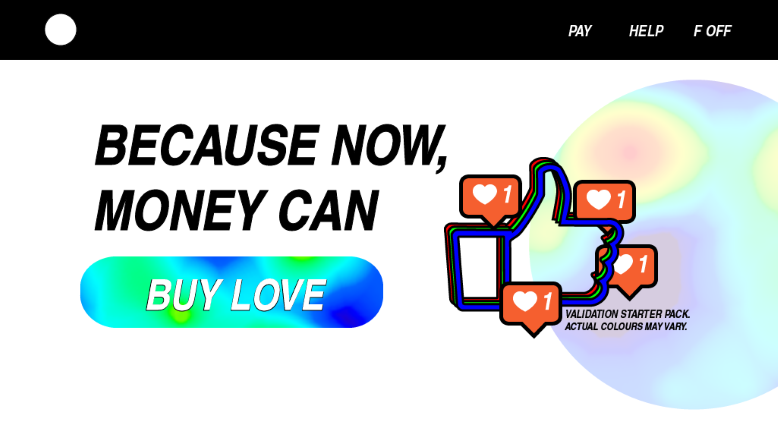 PAY HELP F OFF
BECAUSE NOW,
MONEY CAN
BUY LOVE
1
1
1
1
VALIDATION STARTER PACK.
ACTUAL COLOURS MAY VARY.